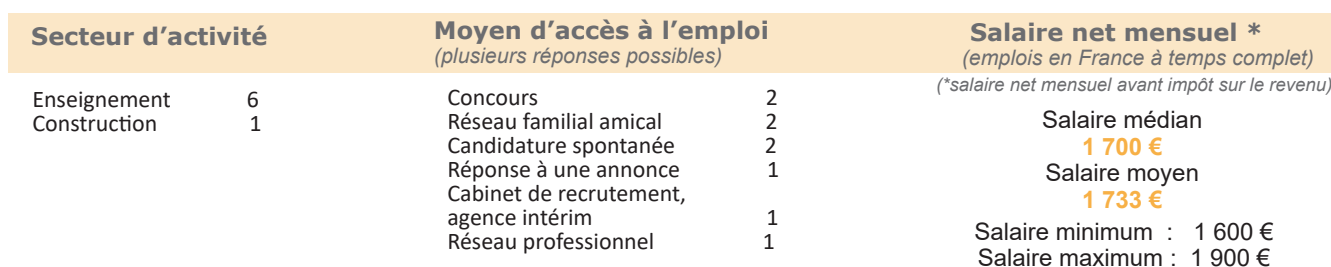 Secteur d’activité
Enseignement 6
Construction 1
Moyen d’accès à l’emploi
(plusieurs réponses possibles)
Concours 2
Réseau familial amical 2
Candidature spontanée 2
Réponse à une annonce 1
Cabinet de recrutement,
agence intérim 1
Réseau professionnel 1
Salaire net mensuel *
(emplois en France à temps complet)
(*salaire net mensuel avant impôt sur le revenu)
Salaire médian
1 700 €
Salaire moyen
1 733 €
Salaire minimum : 1 600 €
Salaire maximum : 1 900 €